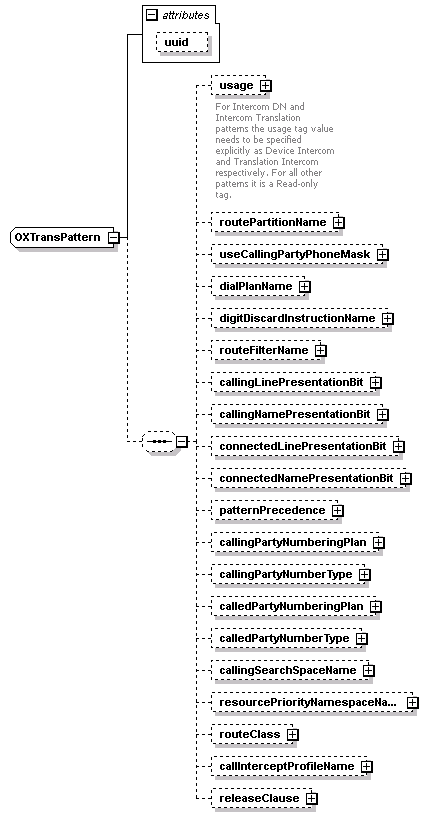 attributes
uuid
OXTransPattern
usage
For Intercom DN and
Intercom Translation
patterns the usage tag value
needs to be specified
explicitly as Device Intercom
and Translation Intercom
respectively. For all other
patterns it is a Read-only
tag.
routePartitionName
useCallingPartyPhoneMask
dialPlanName
digitDiscardInstructionName
routeFilterName
callingLinePresentationBit
callingNamePresentationBit
connectedLinePresentationBit
connectedNamePresentationBit
patternPrecedence
callingPartyNumberingPlan
callingPartyNumberType
calledPartyNumberingPlan
calledPartyNumberType
callingSearchSpaceName
resourcePriorityNamespaceNa...
routeClass
callInterceptProfileName
releaseClause